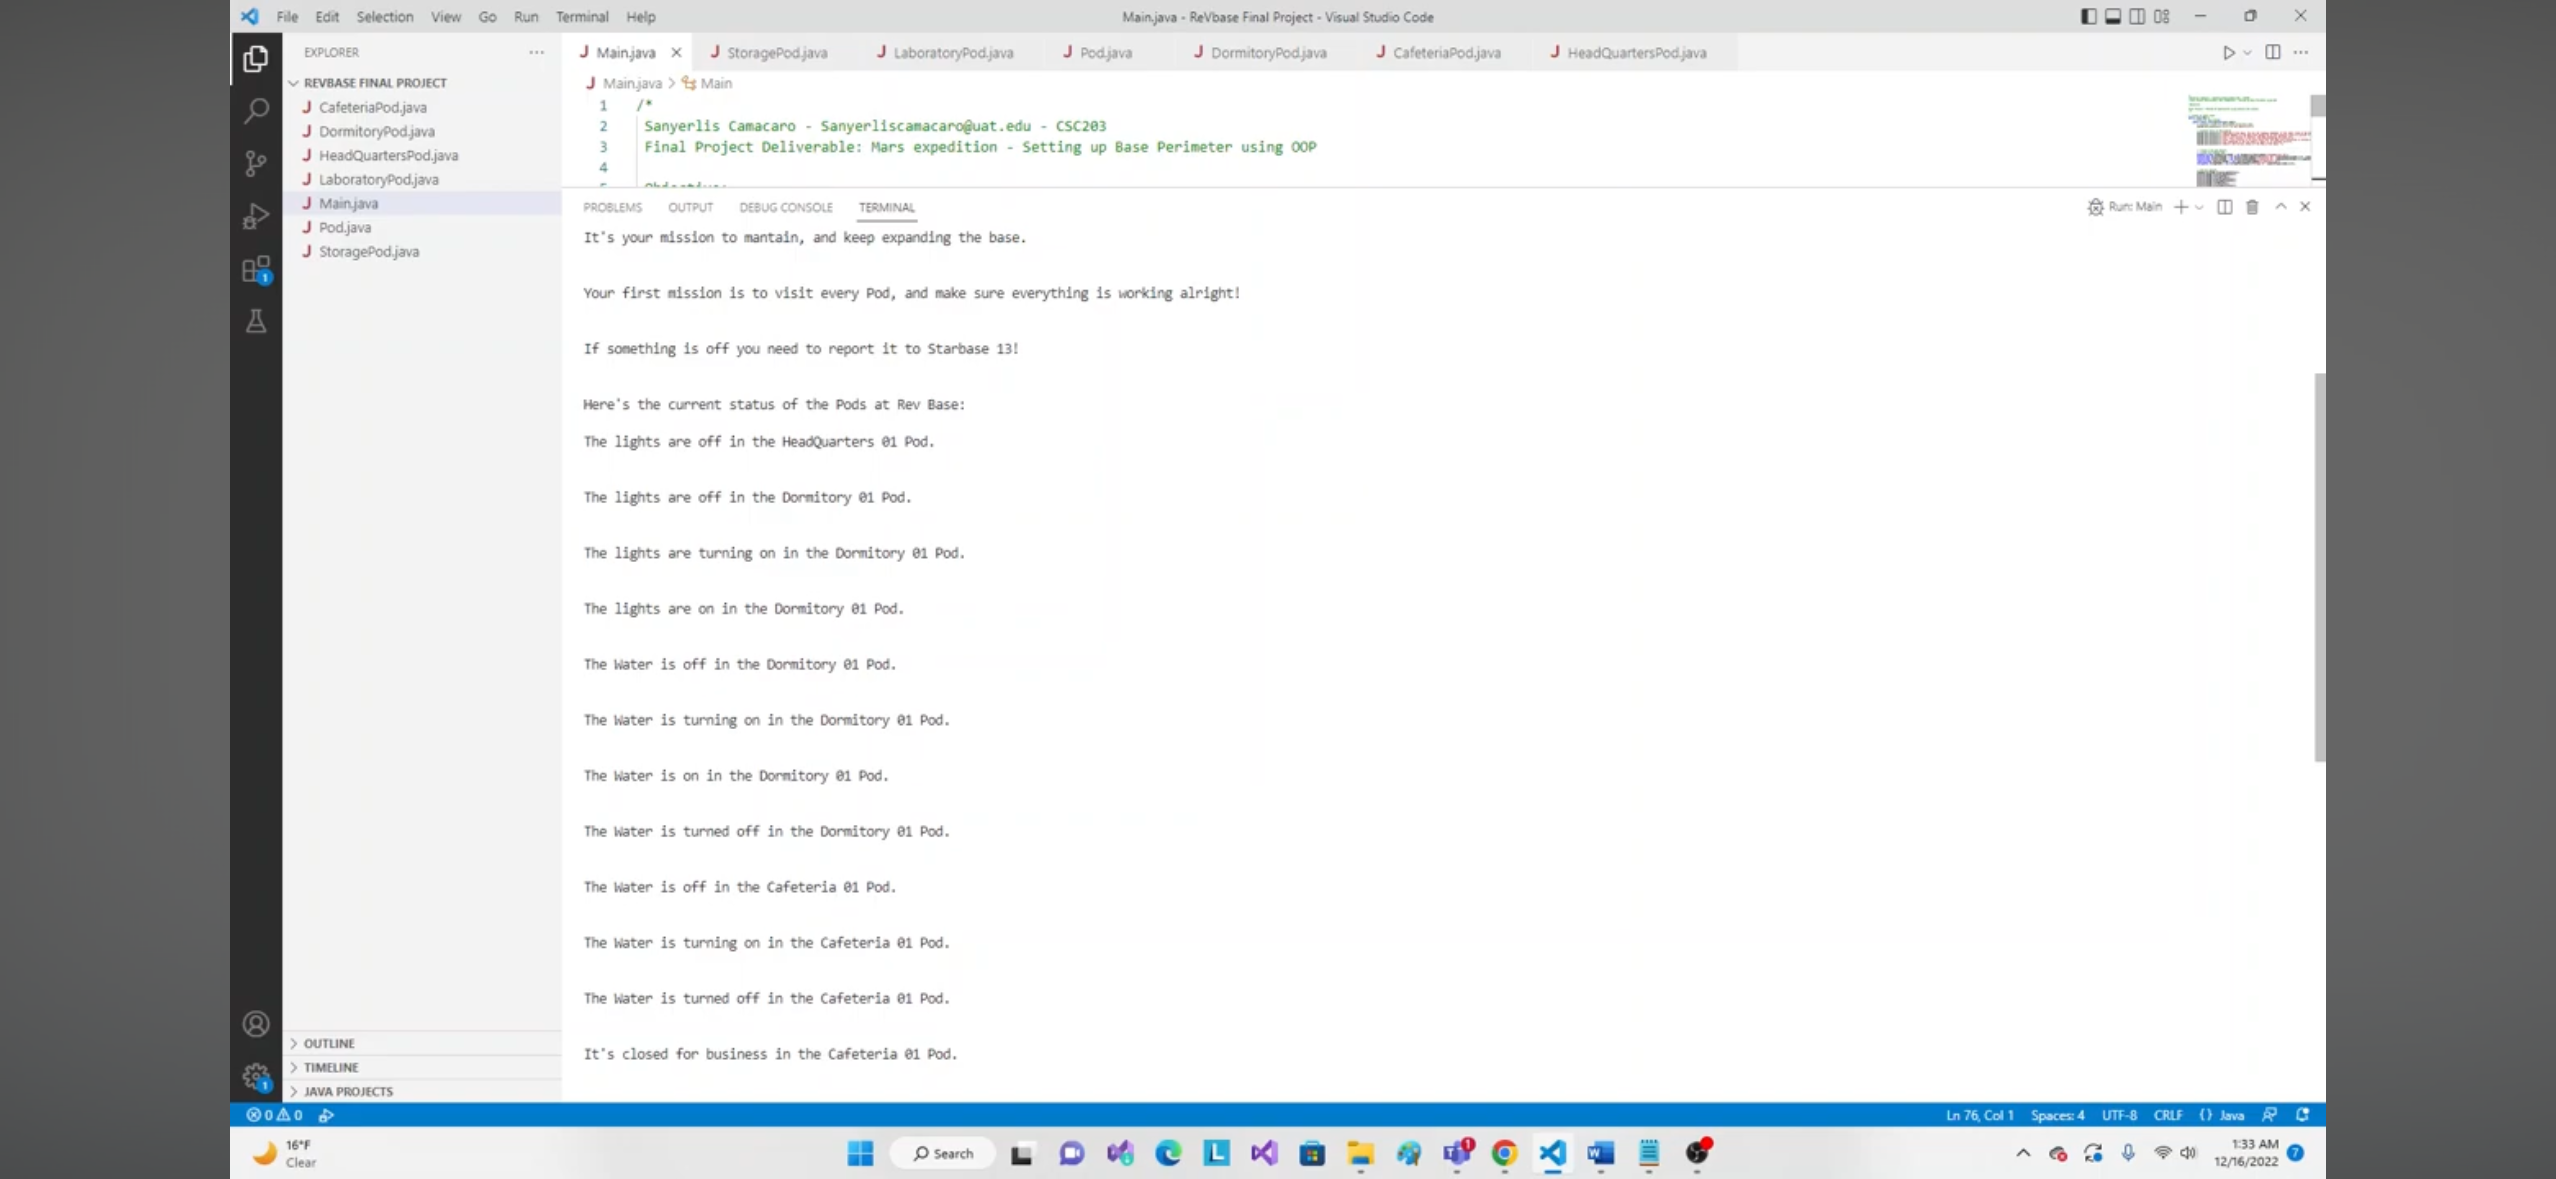 File Edit Selection View Go Run Terminal Help
Main.java - ReVbase Final Project - Visual Studio Code
EXPLORER
REVBASE FINAL PROJECT
CafeteriaPod.java
DormitoryPod.java
HeadQuartersPod.java
LaboratoryPod.java
Main.java
Pod.java
StoragePod.java
OUTLINE
TIMELINE
JAVA PROJECTS
Main.java StoragePod.java LaboratoryPod.java Pod.java DormitoryPod.java CafeteriaPod.java HeadQuartersPod.java
Main.java > Main
1 /*
2 Sanyerlis Camacaro - Sanyerliscamacaro@uat.edu - CSC203
3 Final Project Deliverable: Mars expedition - Setting up Base Perimeter using OOP
4
PROBLEMS OUTPUT DEBUG CONSOLE TERMINAL
Run: Main
It's your mission to mantain, and keep expanding the base.
Your first mission is to visit every Pod, and make sure everything is working alright!
If something is off you need to report it to Starbase 13!
Here's the current status of the Pods at Rev Base:
The lights are off in the HeadQuarters 01 Pod.
The lights are off in the Dormitory 01 Pod.
The lights are turning on in the Dormitory 01 Pod.
The lights are on in the Dormitory 01 Pod.
The Water is off in the Dormitory 01 Pod.
The Water is turning on in the Dormitory 01 Pod.
The Water is on in the Dormitory 01 Pod.
The Water is turned off in the Dormitory 01 Pod.
The Water is off in the Cafeteria 01 Pod.
The Water is turning on in the Cafeteria 01 Pod.
The Water is turned off in the Cafeteria 01 Pod.
It's closed for business in the Cafeteria 01 Pod.
0 0
Ln 76, Col 1 Spaces: 4 UTF-8 CRLF {} Java
16°F
Clear
Search
1:33 AM
12/16/2022
7